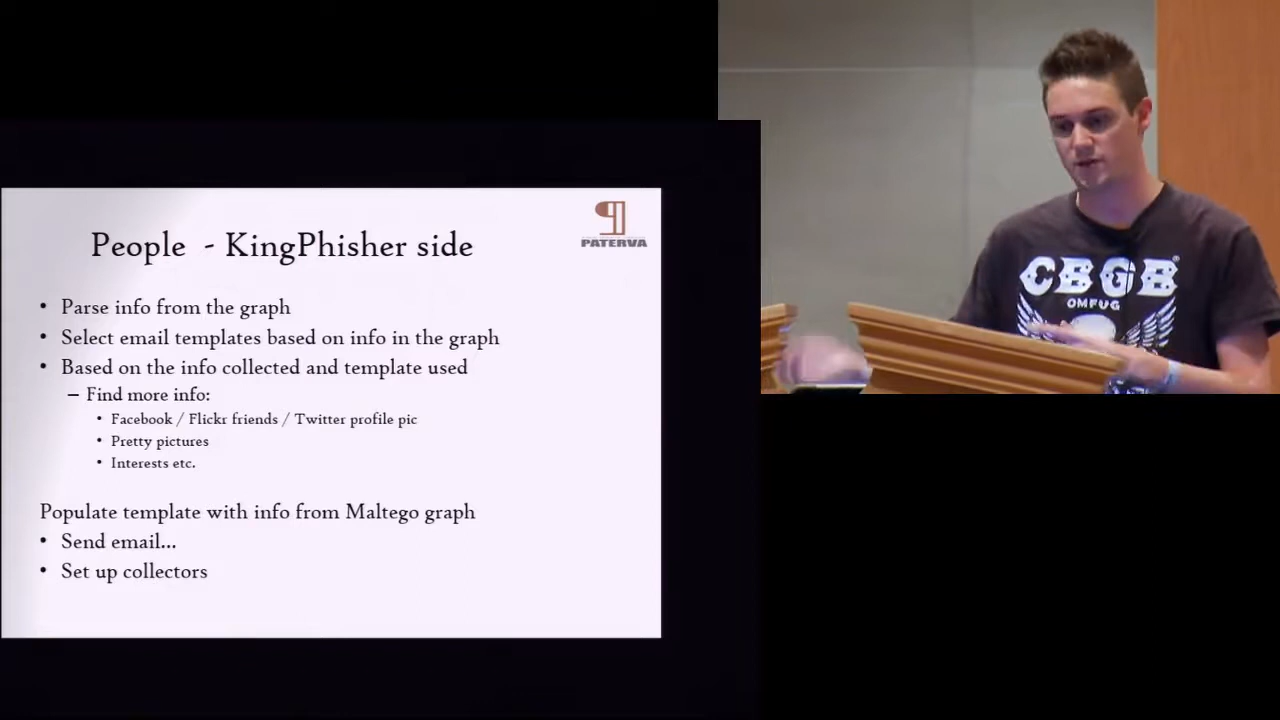 People - KingPhisher side
PATERVA
• Parse info from the graph
• Select email templates based on info in the graph
• Based on the info collected and template used
– Find more info:
• Facebook / Flickr friends / Twitter profile pic
• Pretty pictures
• Interests etc.
Populate template with info from Maltego graph
• Send email...
• Set up collectors
CBGB
OMFUG